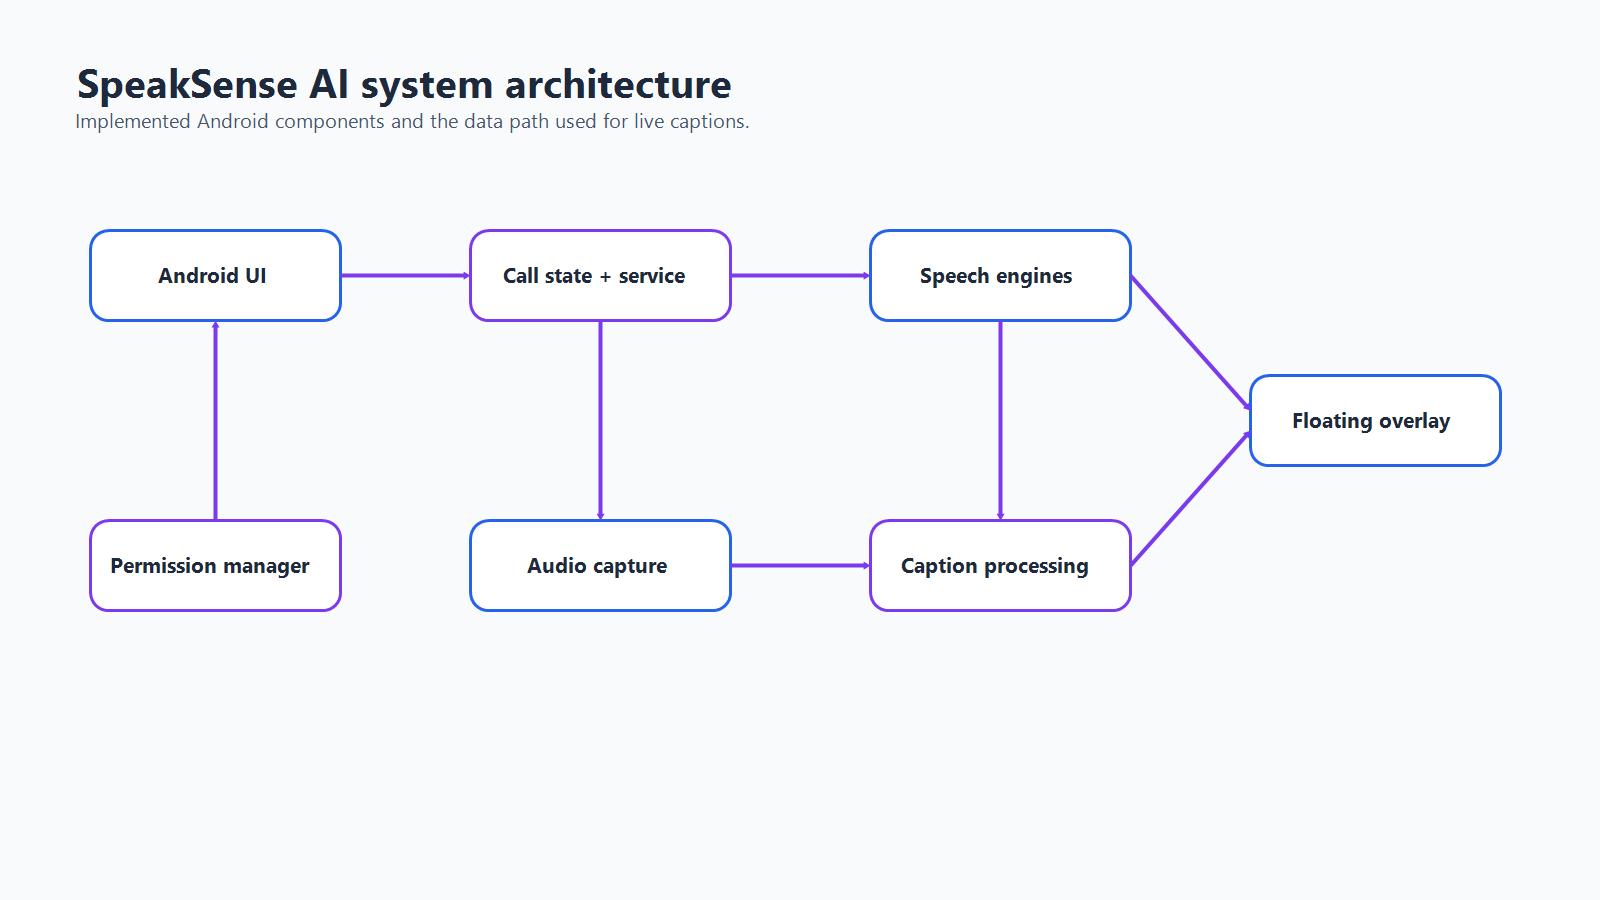 SpeakSense AI system architecture
Implemented Android components and the data path used for live captions.
Android UI
Call state + service
Speech engines
Floating overlay
Permission manager
Audio capture
Caption processing